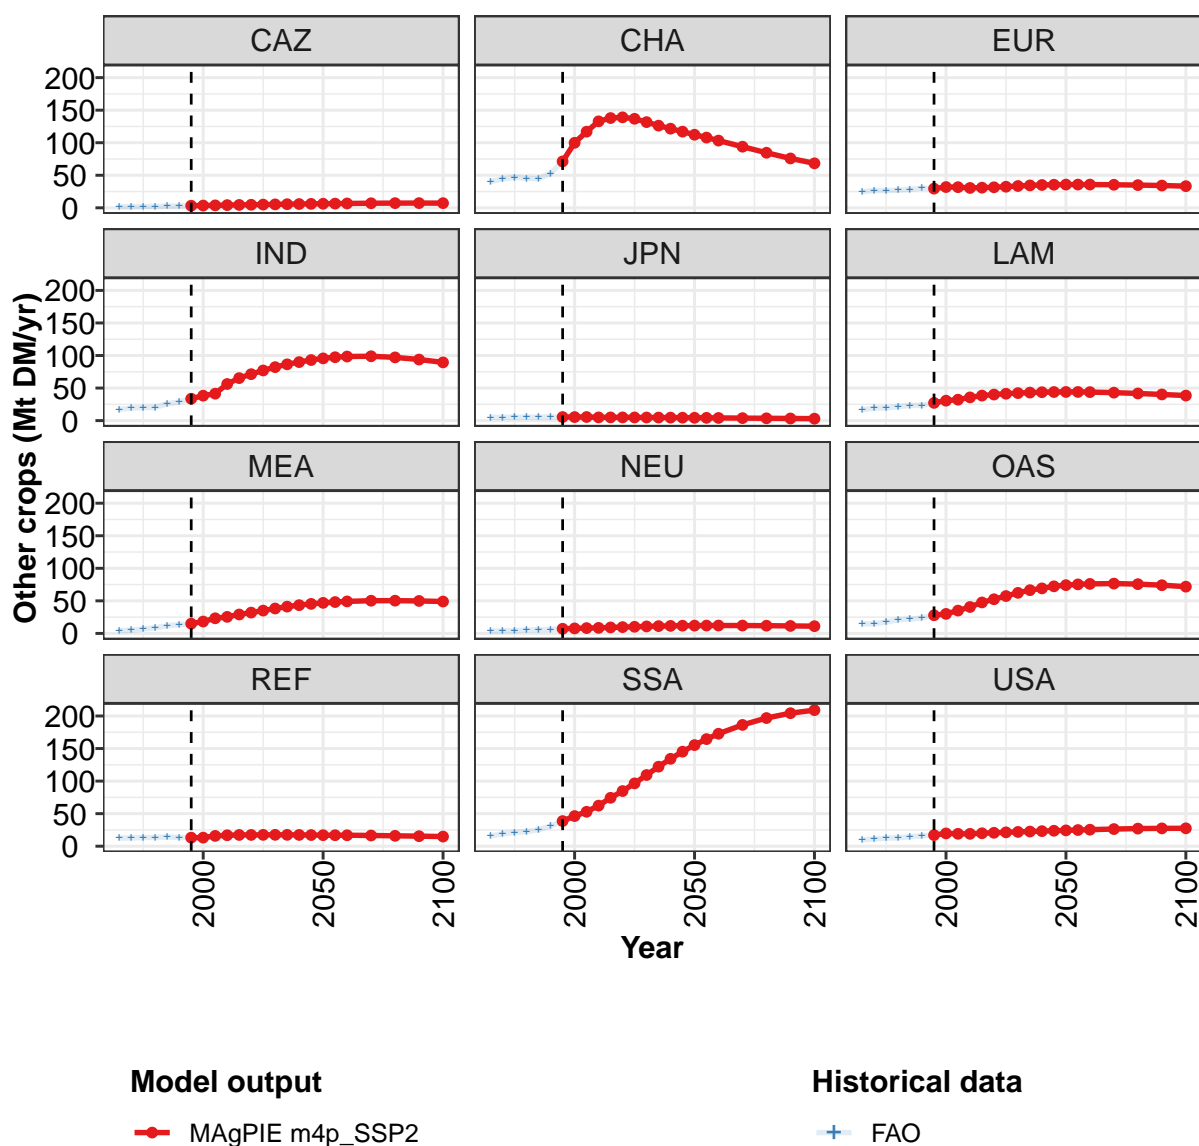 CAZ CHA EUR
200
150
100
50
0
IND JPN LAM
200
150
100
50
0
MEA NEU OAS
200
150
100
50
0
REF SSA USA
200
150
100
50
0
2000 2050 2100 2000 2050 2100 2000 2050 2100
Other crops (Mt DM/yr)
Year
Model output Historical data
MAgPIE m4p_SSP2 FAO